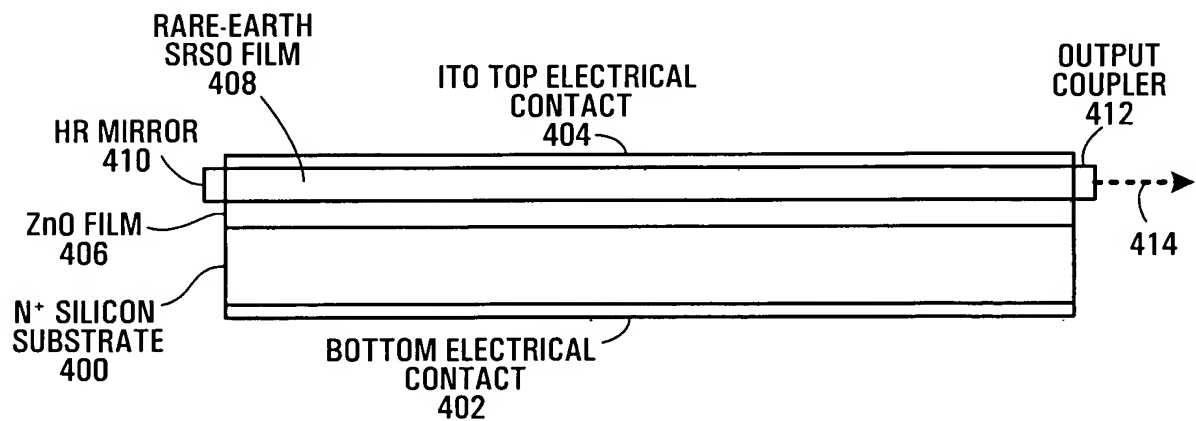 RARE-EARTH
SRSO FILM
408
ITO TOP ELECTRICAL
CONTACT
404
OUTPUT
COUPLER
412
HR MIRROR
410
ZnO FILM
406
414
N+ SILICON
SUBSTRATE
400
BOTTOM ELECTRICAL
CONTACT
402